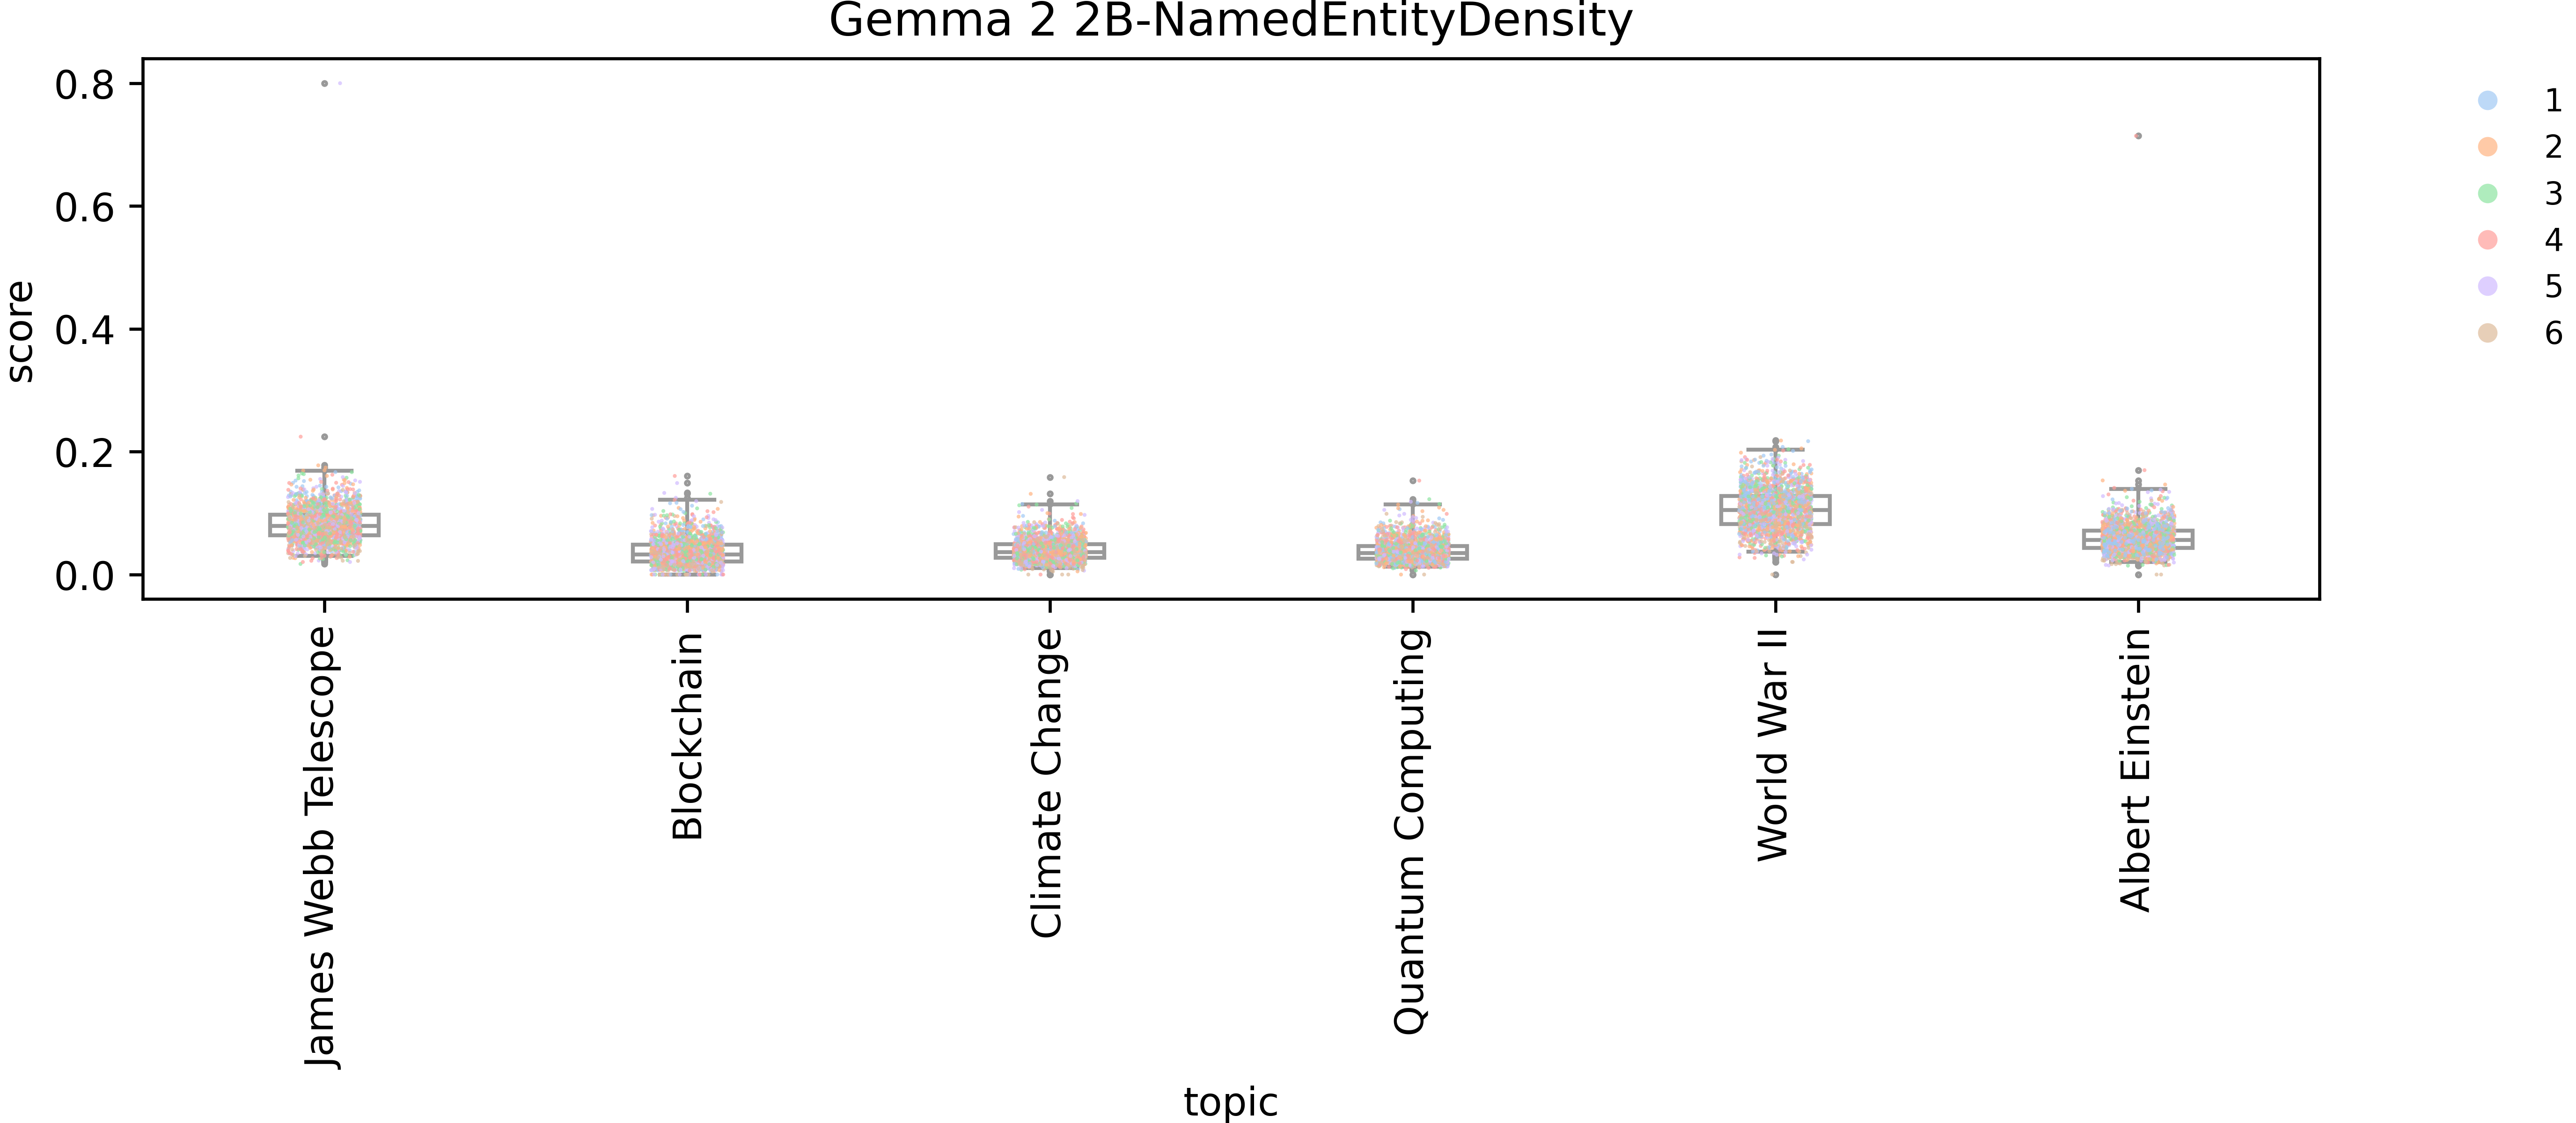 Gemma 2 2B-NamedEntityDensity
score
0.8
0.6
0.4
0.2
0.0
1
2
3
4
5
6
James Webb Telescope
Blockchain
Climate Change
Quantum Computing
World War II
Albert Einstein
topic